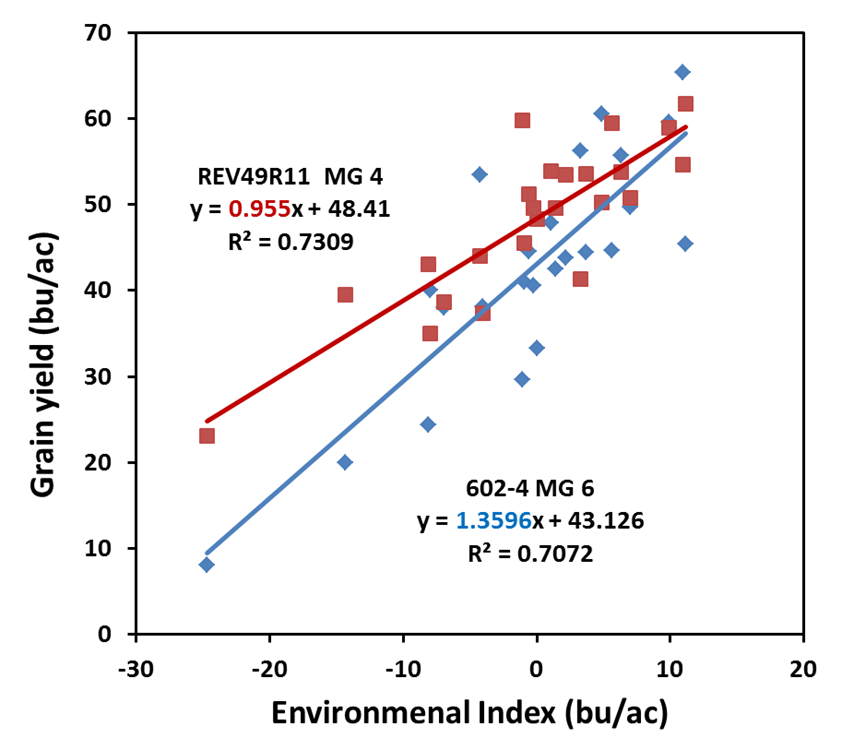 70
60
50
40
30
20
10
0
-30
-20
-10
0
10
20
Grain yield (bu/ac)
Environmenal Index (bu/ac)
REV49R11 MG 4
y = 0.955x + 48.41
R² = 0.7309
602-4 MG 6
y = 1.3596x + 43.126
R² = 0.7072